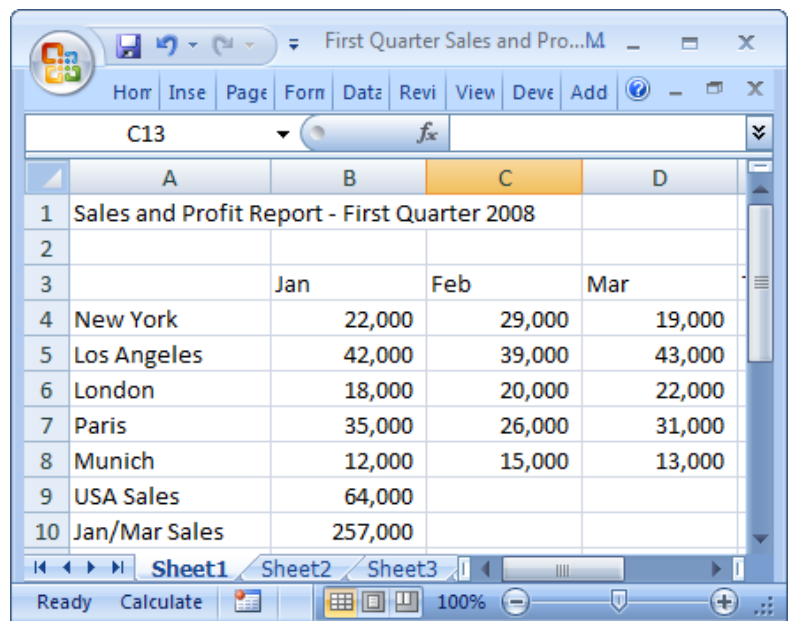 First Quarter Sales and Pro...M
Hom Inse Page Form Data Revi View Deve Add
C13 fx
A B C D
1 Sales and Profit Report - First Quarter 2008
2
3 Jan Feb Mar
4 New York 22,000 29,000 19,000
5 Los Angeles 42,000 39,000 43,000
6 London 18,000 20,000 22,000
7 Paris 35,000 26,000 31,000
8 Munich 12,000 15,000 13,000
9 USA Sales 64,000
10 Jan/Mar Sales 257,000
Sheet1 Sheet2 Sheet3
Ready Calculate 100%